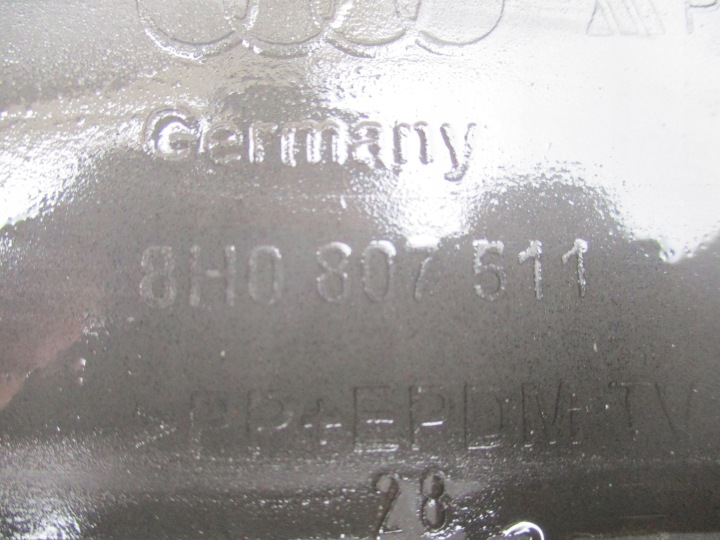 P
Germany
8H0 807 511
>PP+EPDM-TV
28